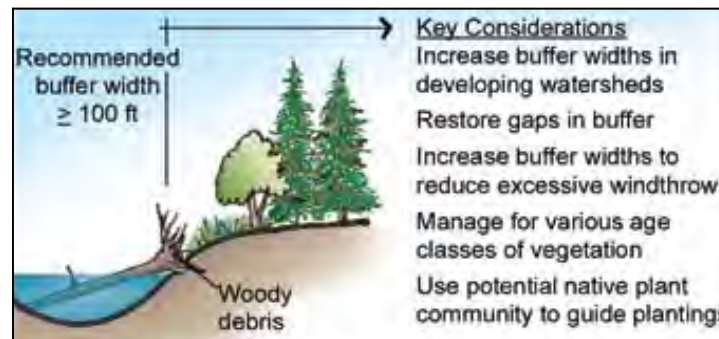 Recommended
buffer width
≥ 100 ft
Woody
debris
Key Considerations
Increase buffer widths in
developing watersheds
Restore gaps in buffer
Increase buffer widths to
reduce excessive windthrow
Manage for various age
classes of vegetation
Use potential native plant
community to guide plantings